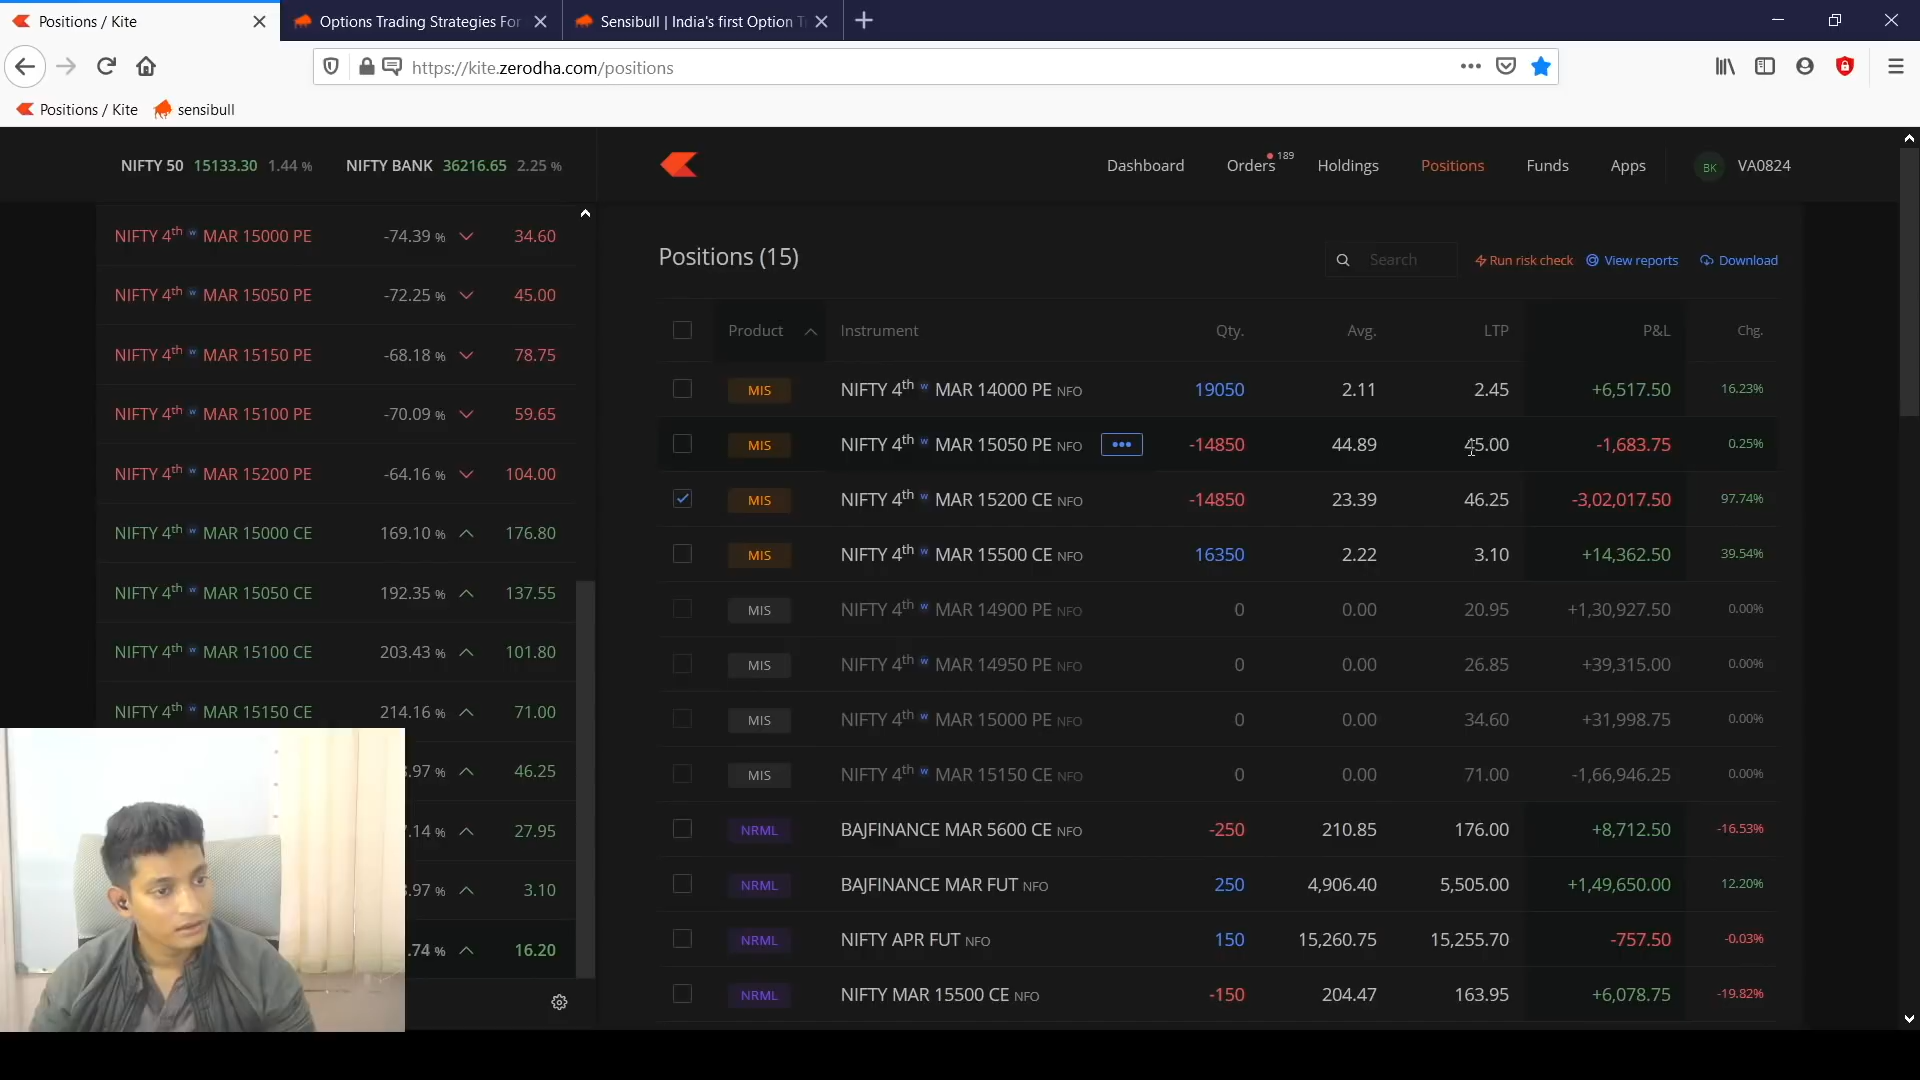 Positions / Kite
Options Trading Strategies For
Sensibull | India's first Option T
https://kite.zerodha.com/positions
Positions / Kite
sensibull
NIFTY 50 15133.30 1.44 %
NIFTY BANK 36216.65 2.25 %
Dashboard
Orders 189
Holdings
Positions
Funds
Apps
BK
VA0824
NIFTY 4th w MAR 15000 PE -74.39 % 34.60
NIFTY 4th w MAR 15050 PE -72.25 % 45.00
NIFTY 4th w MAR 15150 PE -68.18 % 78.75
NIFTY 4th w MAR 15100 PE -70.09 % 59.65
NIFTY 4th w MAR 15200 PE -64.16 % 104.00
NIFTY 4th w MAR 15000 CE 169.10 % 176.80
NIFTY 4th w MAR 15050 CE 192.35 % 137.55
NIFTY 4th w MAR 15100 CE 203.43 % 101.80
NIFTY 4th w MAR 15150 CE 214.16 % 71.00
.97 % 46.25
.14 % 27.95
.97 % 3.10
.74 % 16.20
Positions (15)
Search
Run risk check
View reports
Download
Product Instrument Qty. Avg. LTP P&L Chg.
MIS NIFTY 4th w MAR 14000 PE NFO 19050 2.11 2.45 +6,517.50 16.23%
MIS NIFTY 4th w MAR 15050 PE NFO ••• -14850 44.89 45.00 -1,683.75 0.25%
MIS NIFTY 4th w MAR 15200 CE NFO -14850 23.39 46.25 -3,02,017.50 97.74%
MIS NIFTY 4th w MAR 15500 CE NFO 16350 2.22 3.10 +14,362.50 39.54%
MIS NIFTY 4th w MAR 14900 PE NFO 0 0.00 20.95 +1,30,927.50 0.00%
MIS NIFTY 4th w MAR 14950 PE NFO 0 0.00 26.85 +39,315.00 0.00%
MIS NIFTY 4th w MAR 15000 PE NFO 0 0.00 34.60 +31,998.75 0.00%
MIS NIFTY 4th w MAR 15150 CE NFO 0 0.00 71.00 -1,66,946.25 0.00%
NRML BAJFINANCE MAR 5600 CE NFO -250 210.85 176.00 +8,712.50 -16.53%
NRML BAJFINANCE MAR FUT NFO 250 4,906.40 5,505.00 +1,49,650.00 12.20%
NRML NIFTY APR FUT NFO 150 15,260.75 15,255.70 -757.50 -0.03%
NRML NIFTY MAR 15500 CE NFO -150 204.47 163.95 +6,078.75 -19.82%